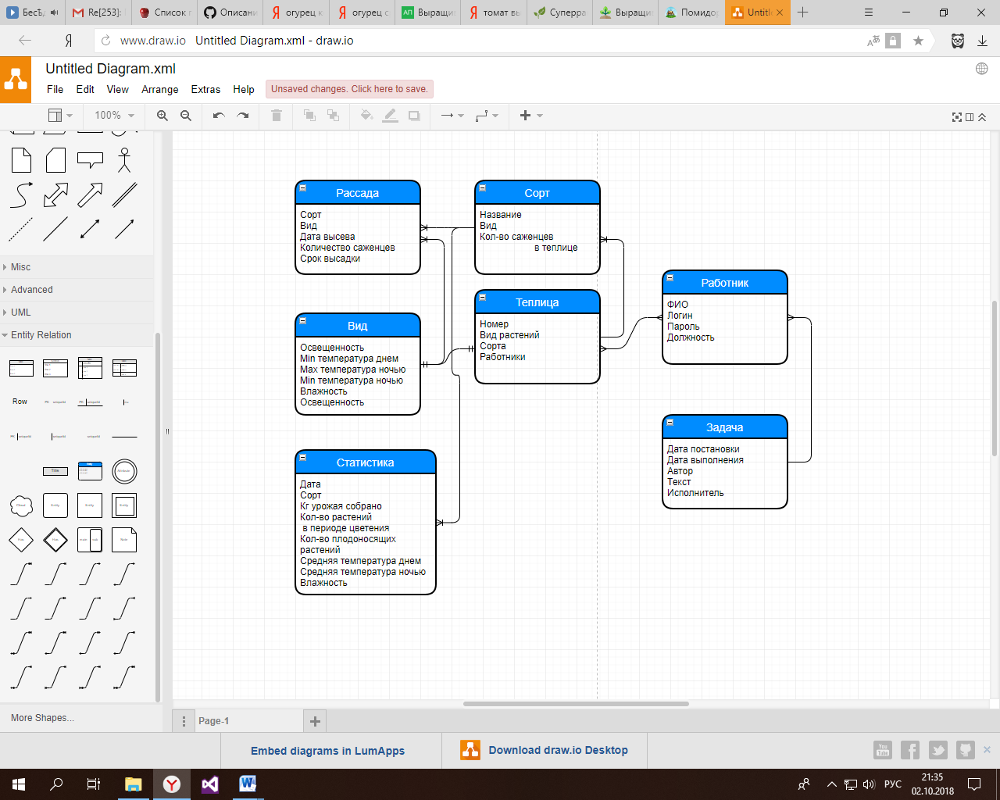 БесЂд
Re[253]:
Список г
Описани
огурец к
огурец с
АП Выращи
томат вы
Суперра
Выращи
Помидор
Untitl
www.draw.io Untitled Diagram.xml - draw.io
Untitled Diagram.xml
File Edit View Arrange Extras Help
Unsaved changes. Click here to save.
100%
Misc
Advanced
UML
Entity Relation
Row
Title
More Shapes...
Рассада
Сорт
Вид
Дата высева
Количество саженцев
Срок высадки
Сорт
Название
Вид
Кол-во саженцев
в теплице
Вид
Освещенность
Min температура днем
Max температура ночью
Min температура ночью
Влажность
Освещенность
Теплица
Номер
Вид растений
Сорта
Работники
Работник
ФИО
Логин
Пароль
Должность
Статистика
Дата
Сорт
Кг урожая собрано
Кол-во растений
в периоде цветения
Кол-во плодоносящих
растений
Средняя температура днем
Средняя температура ночью
Влажность
Задача
Дата постановки
Дата выполнения
Автор
Текст
Исполнитель
Page-1
Embed diagrams in LumApps
Download draw.io Desktop
РУС
21:35
02.10.2018